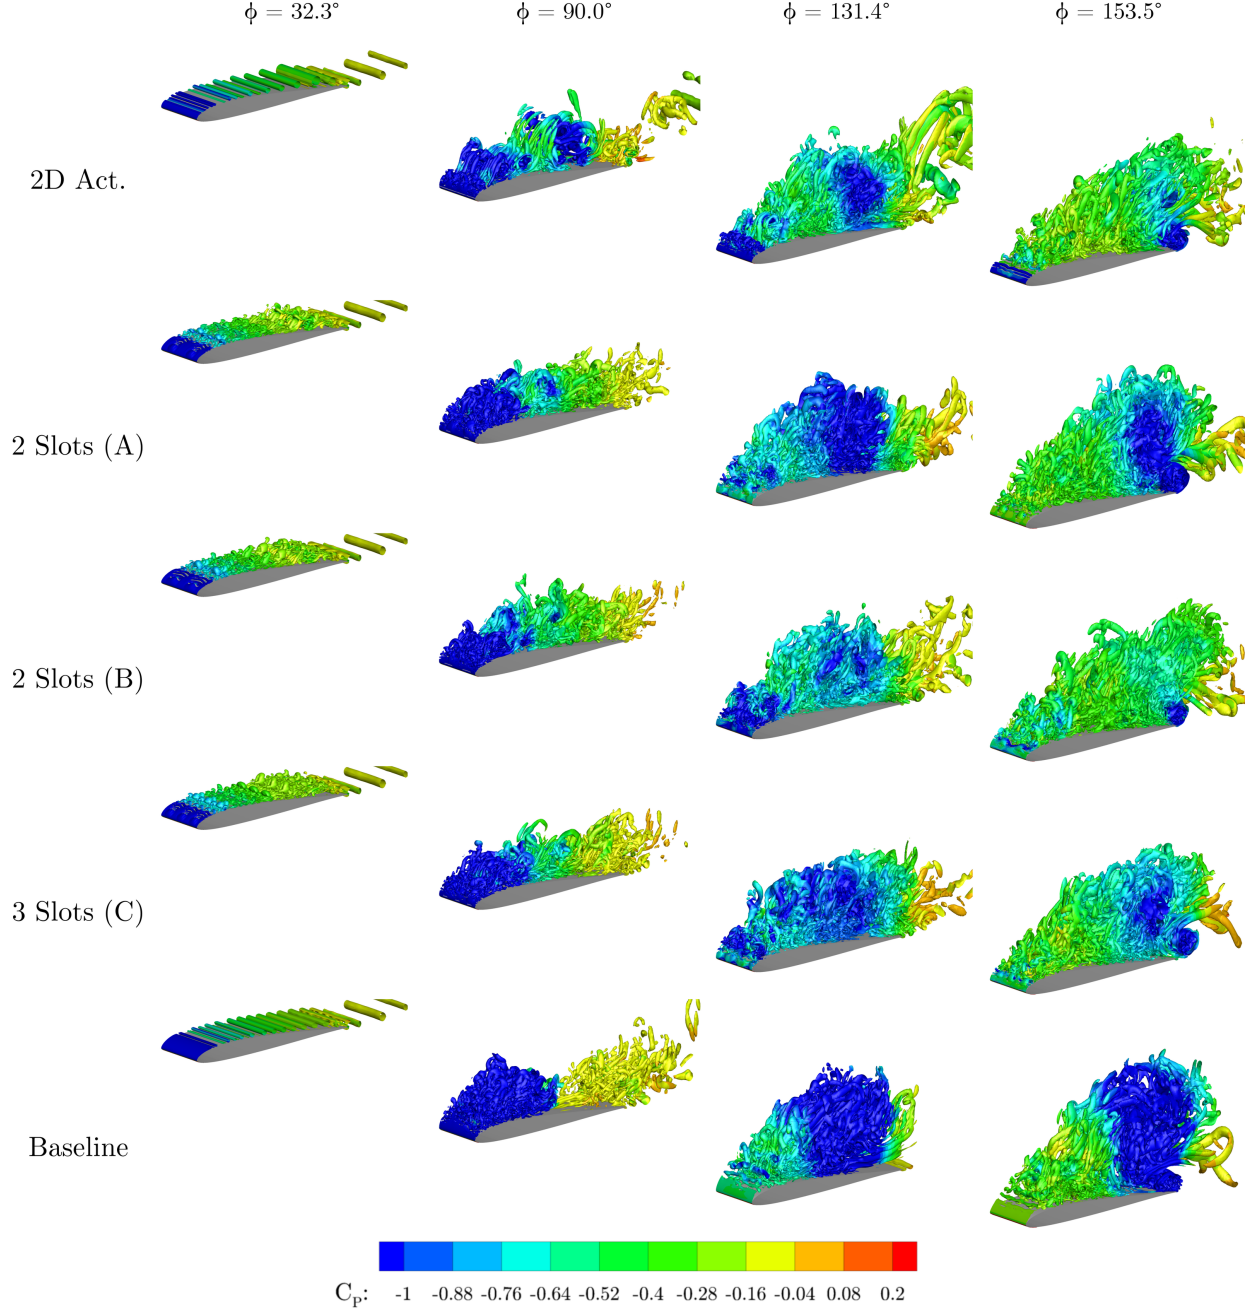 ϕ = 32.3° ϕ = 90.0° ϕ = 131.4° ϕ = 153.5°
2D Act.
2 Slots (A)
2 Slots (B)
3 Slots (C)
Baseline
C_P: -1 -0.88 -0.76 -0.64 -0.52 -0.4 -0.28 -0.16 -0.04 0.08 0.2